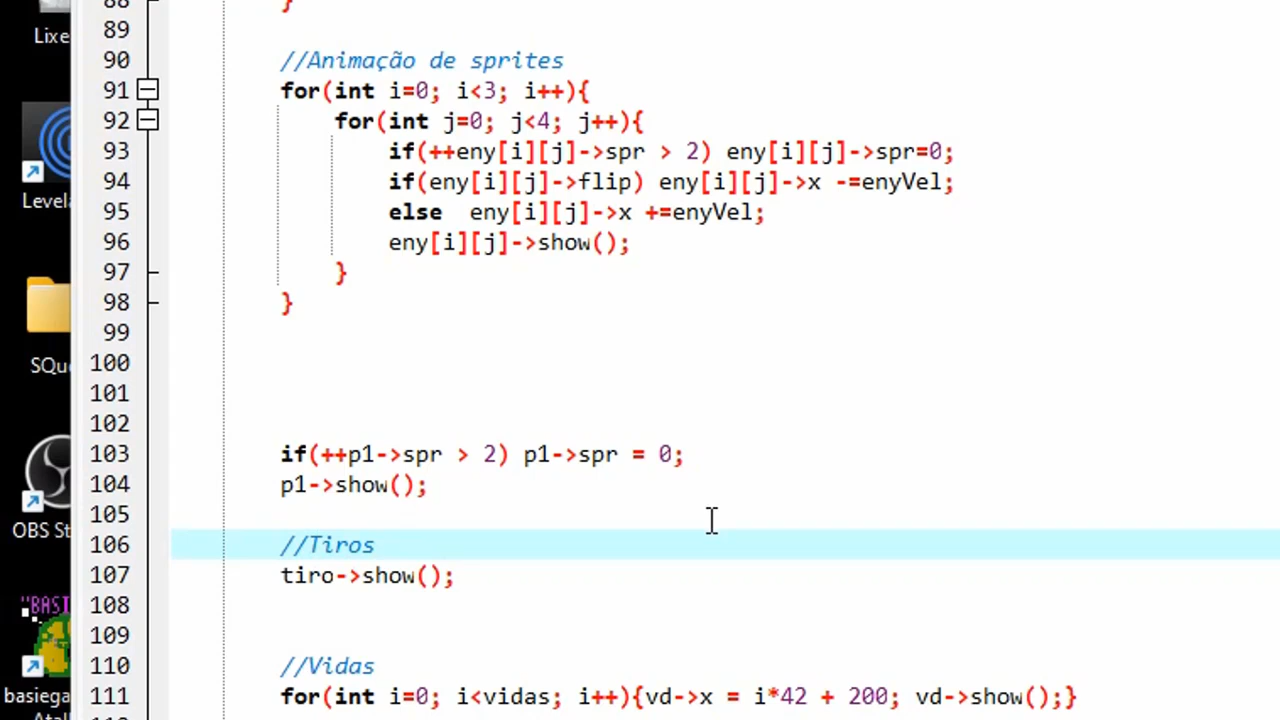 Lixe
Levela
SQue
OBS St
"BASI
basiega
88 }
89
90 //Animação de sprites
91 for(int i=0; i<3; i++){
92 for(int j=0; j<4; j++){
93 if(++eny[i][j]->spr > 2) eny[i][j]->spr=0;
94 if(eny[i][j]->flip) eny[i][j]->x -=enyVel;
95 else  eny[i][j]->x +=enyVel;
96 eny[i][j]->show();
97 }
98 }
99
100
101
102
103 if(++p1->spr > 2) p1->spr = 0;
104 p1->show();
105
106 //Tiros
107 tiro->show();
108
109
110 //Vidas
111 for(int i=0; i<vidas; i++){vd->x = i*42 + 200; vd->show();}